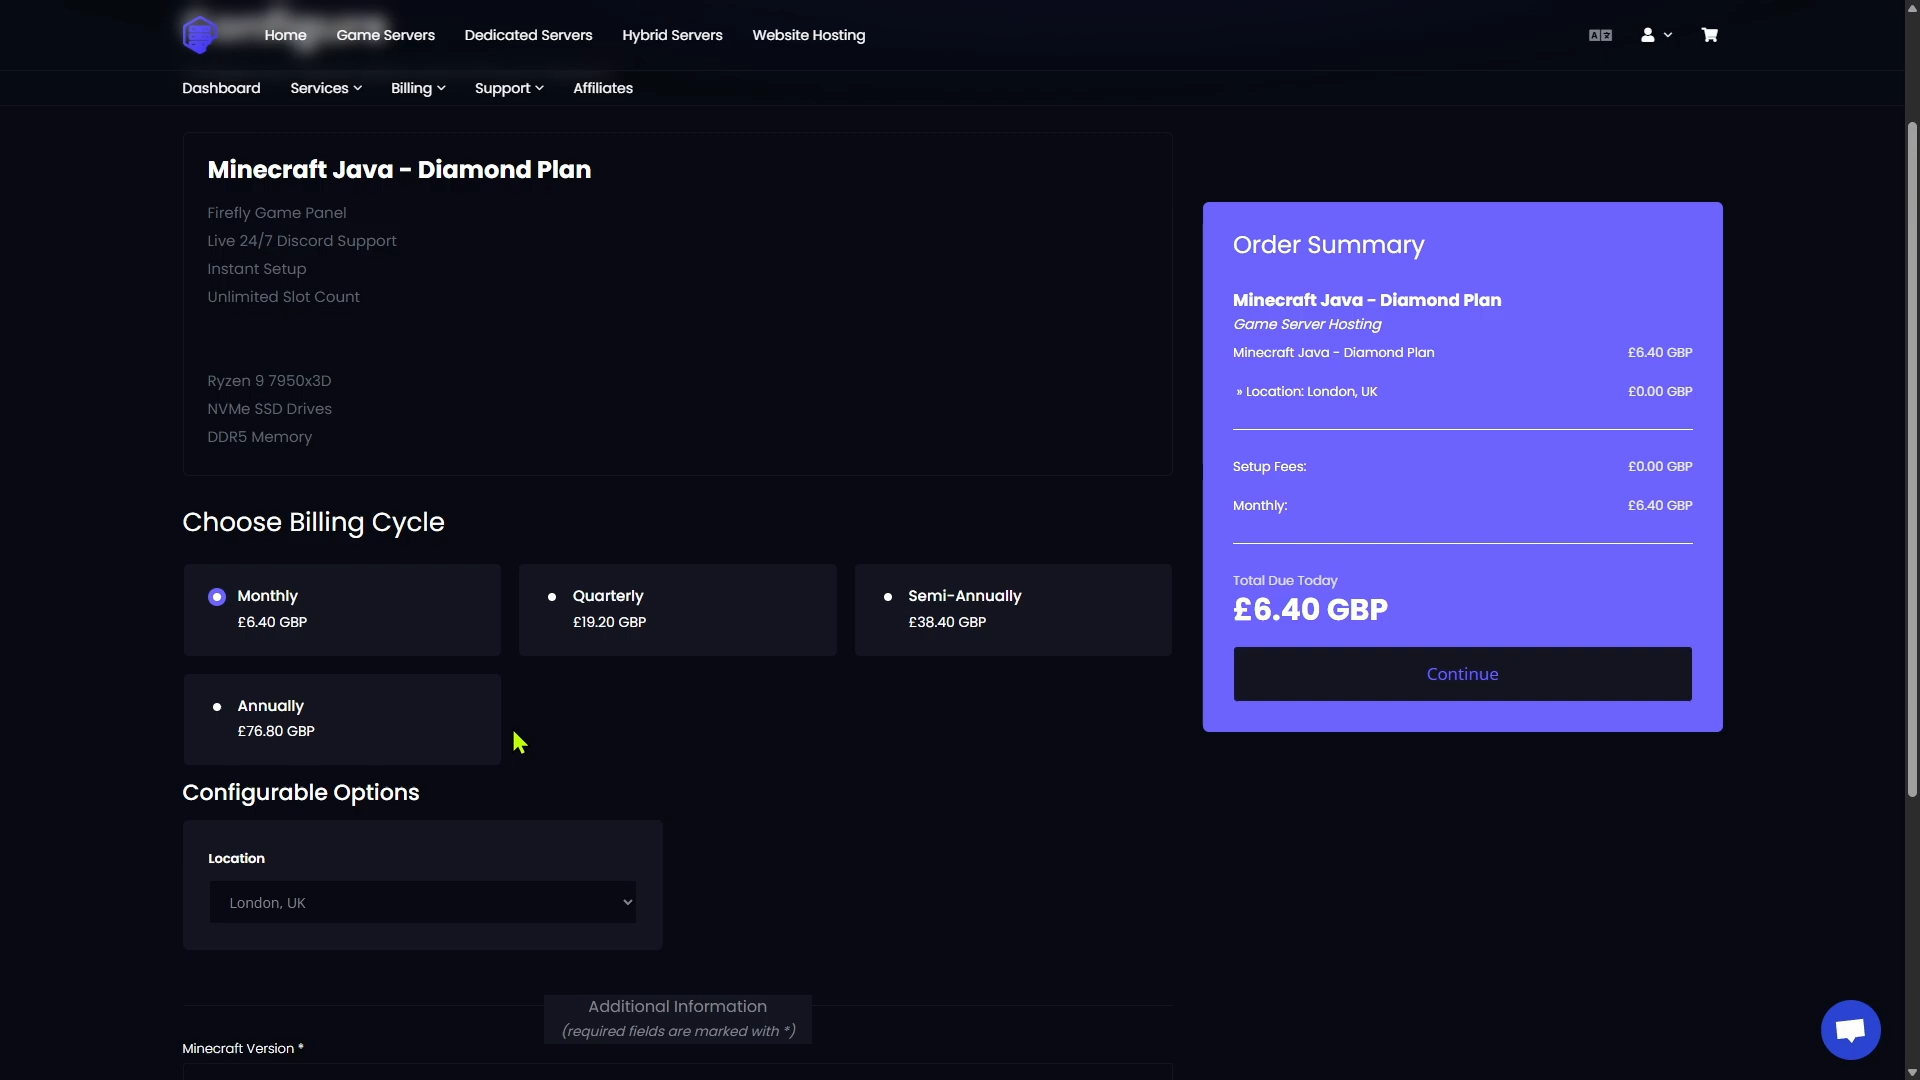 Home Game Servers Dedicated Servers Hybrid Servers Website Hosting
Dashboard Services Billing Support Affiliates
Minecraft Java - Diamond Plan
Firefly Game Panel
Live 24/7 Discord Support
Instant Setup
Unlimited Slot Count
Ryzen 9 7950x3D
NVMe SSD Drives
DDR5 Memory
Choose Billing Cycle
Monthly
£6.40 GBP
Quarterly
£19.20 GBP
Semi-Annually
£38.40 GBP
Annually
£76.80 GBP
Configurable Options
Location
London, UK
Additional Information
(required fields are marked with *)
Minecraft Version *
Order Summary
Minecraft Java - Diamond Plan
Game Server Hosting
Minecraft Java - Diamond Plan £6.40 GBP
» Location: London, UK £0.00 GBP
Setup Fees: £0.00 GBP
Monthly: £6.40 GBP
Total Due Today
£6.40 GBP
Continue